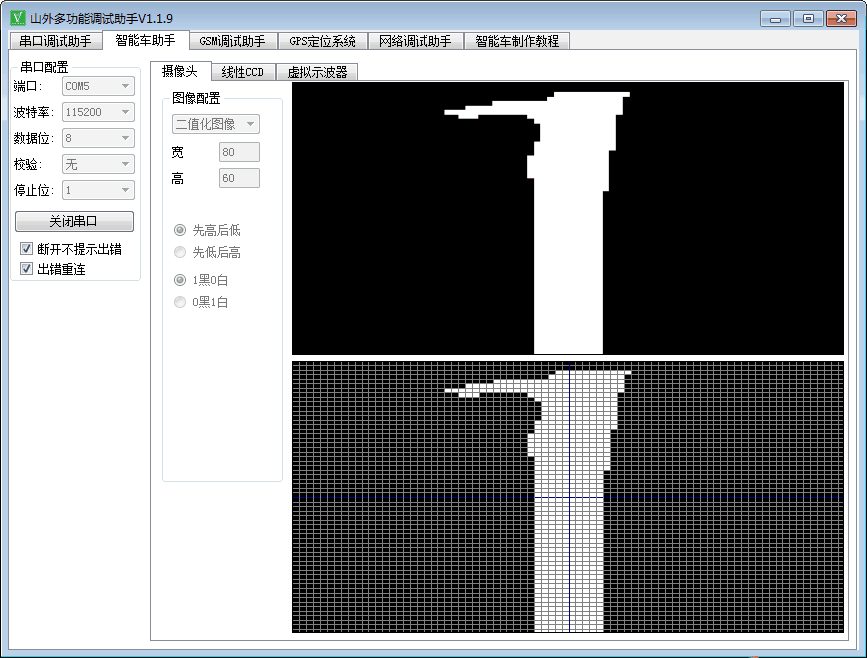 山外多功能调试助手V1.1.9
串口调试助手 智能车助手 GSM调试助手 GPS定位系统 网络调试助手 智能车制作教程
串口配置
端口: COM5
波特率: 115200
数据位: 8
校验: 无
停止位: 1
关闭串口
断开不提示出错
出错重连
摄像头 线性CCD 虚拟示波器
图像配置
二值化图像
宽 80
高 60
先高后低
先低后高
1黑0白
0黑1白